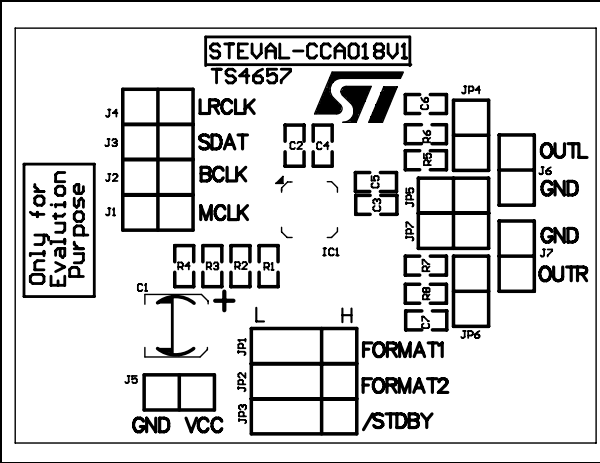 STEVAL-CCA018V1
TS4657
ST
J4 LRCLK
J3 SDAT
J2 BCLK
J1 MCLK
Only for
Evalution
Purpose
C2 C4
C6
R6
R5
JP4
C5
C3
JP5
JP7
OUTL
J6
GND
GND
J7
OUTR
IC1
R4 R3 R2 R1
C1
+
R7
R8
C7
JP6
L H
JP1 FORMAT1
JP2 FORMAT2
JP3 /STDBY
J5
GND VCC